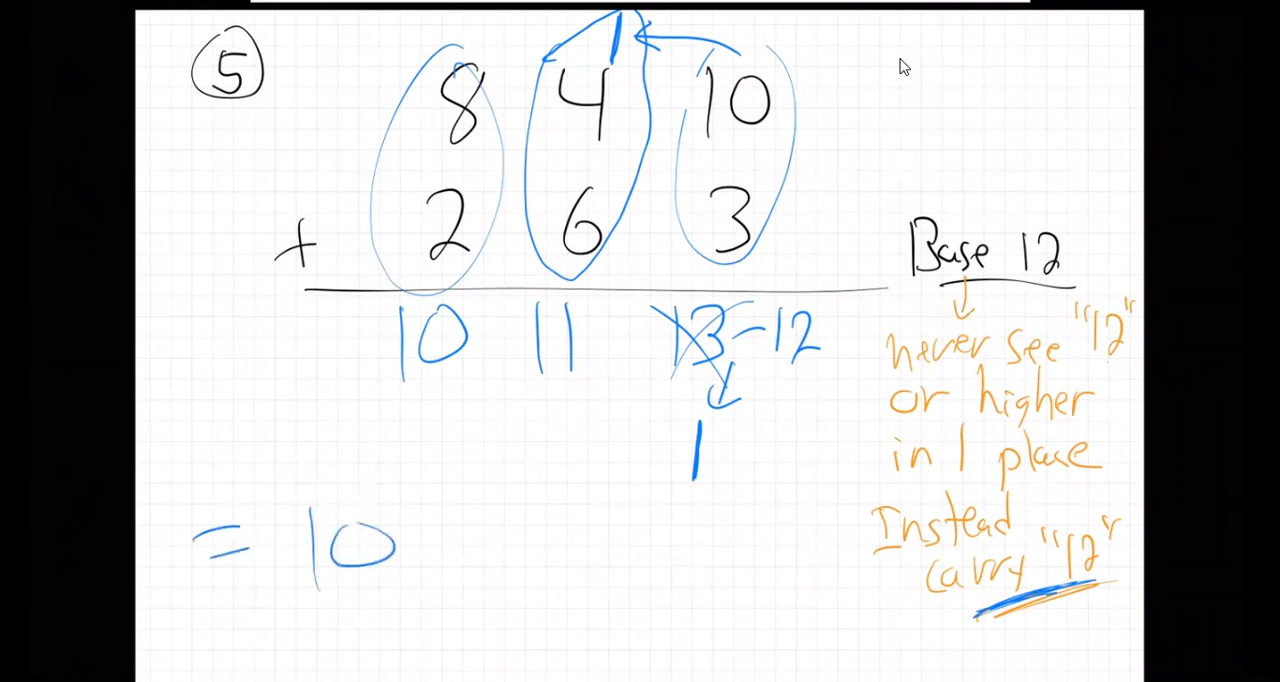 5
1
8 4 10
+ 2 6 3
10 11 13 - 12
1
= 10
Base 12
never see "12"
or higher
in 1 place
Instead
carry "12"